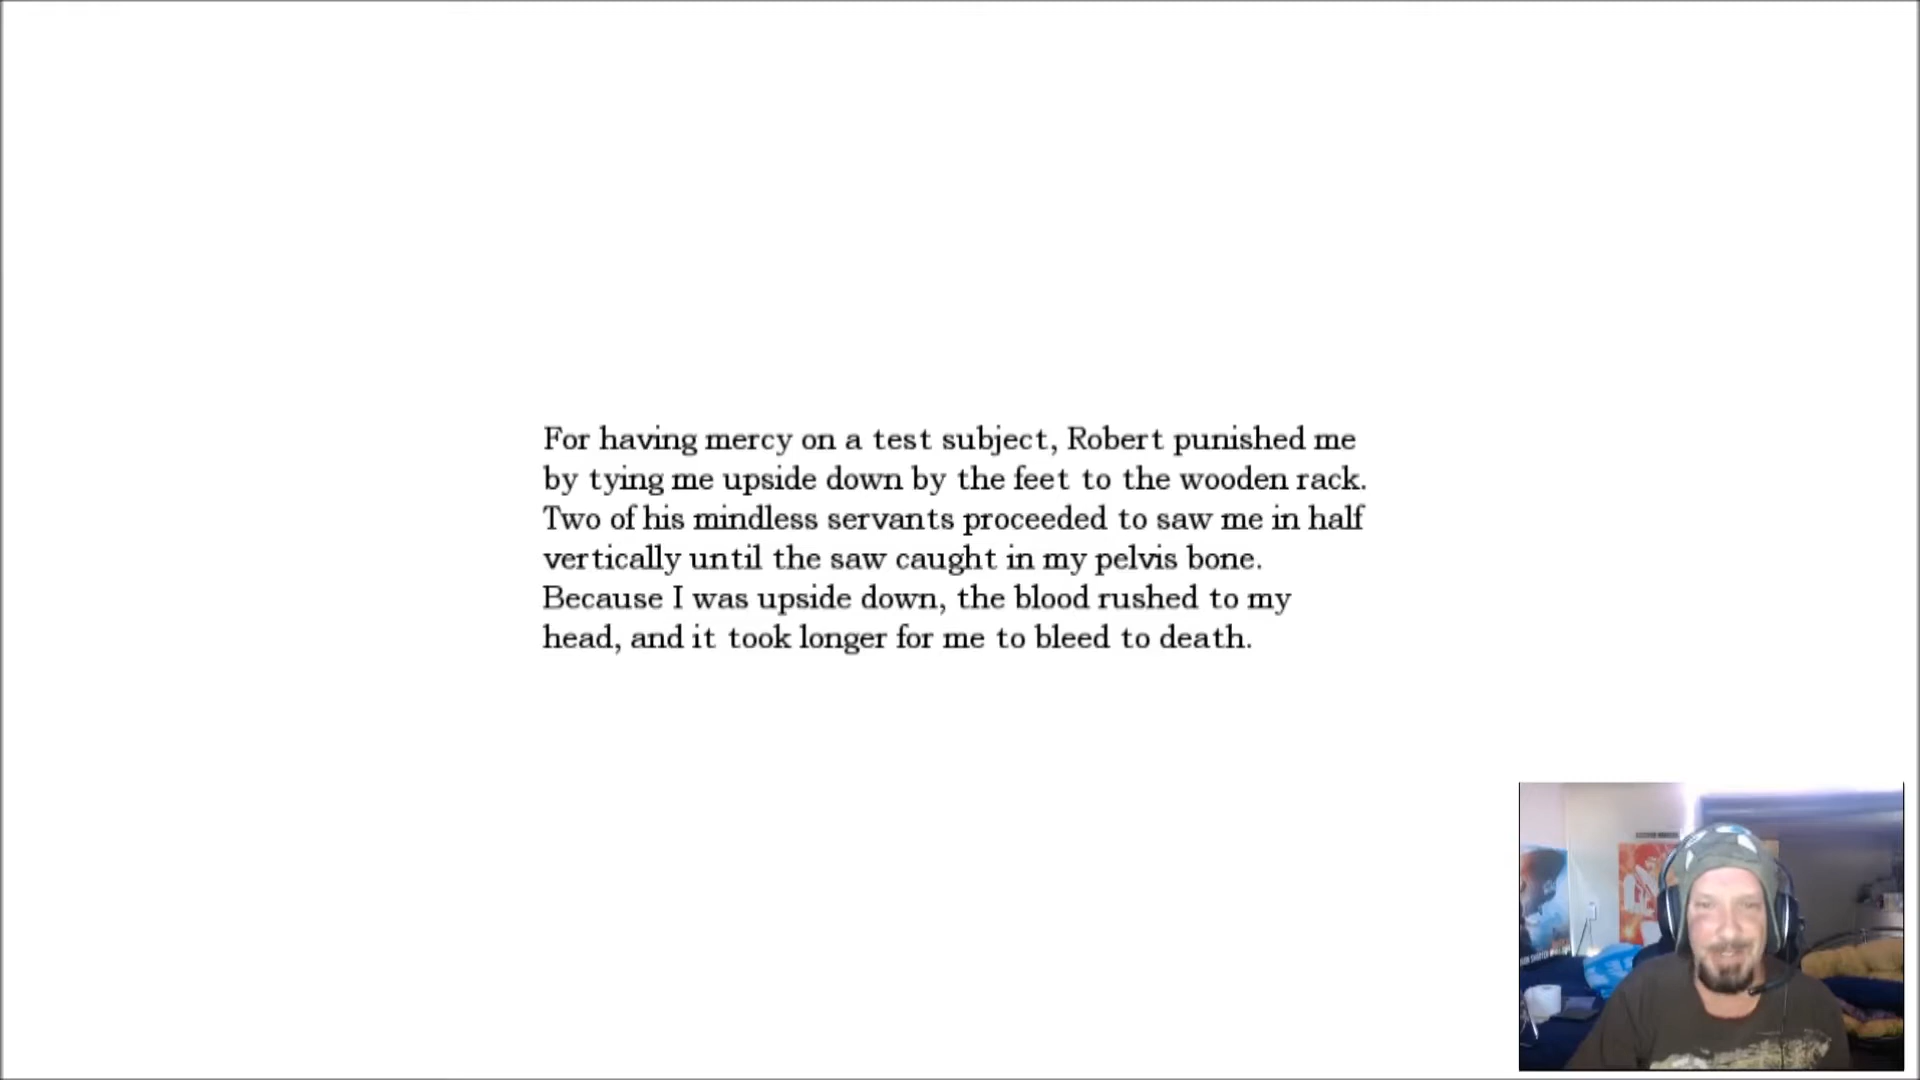 For having mercy on a test subject, Robert punished me
by tying me upside down by the feet to the wooden rack.
Two of his mindless servants proceeded to saw me in half
vertically until the saw caught in my pelvis bone.
Because I was upside down, the blood rushed to my
head, and it took longer for me to bleed to death.